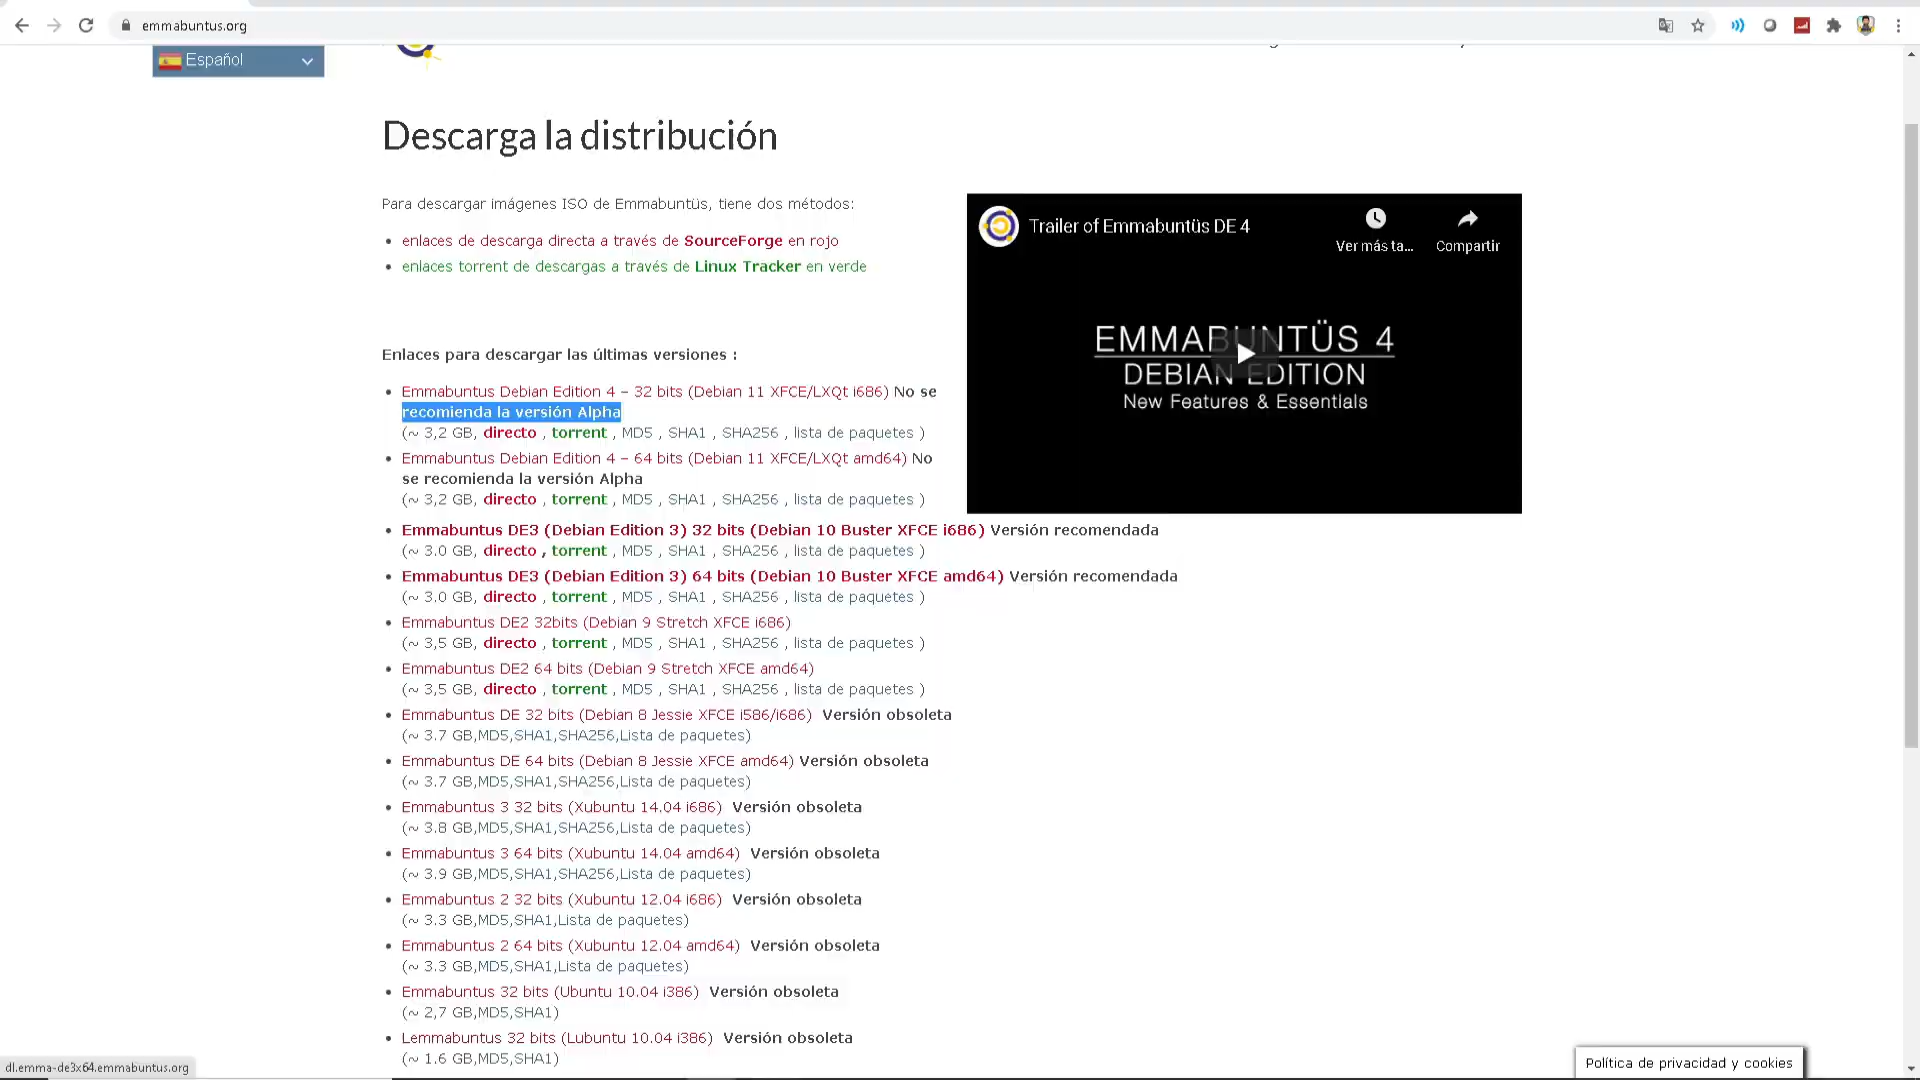 emmabuntus.org
Español
Descarga la distribución
Para descargar imágenes ISO de Emmabuntüs, tiene dos métodos:
enlaces de descarga directa a través de SourceForge en rojo
enlaces torrent de descargas a través de Linux Tracker en verde
Trailer of Emmabuntüs DE 4
Ver más ta...
Compartir
EMMABUNTÜS 4
DEBIAN EDITION
New Features & Essentials
Enlaces para descargar las últimas versiones :
Emmabuntus Debian Edition 4 – 32 bits (Debian 11 XFCE/LXQt i686) No se
recomienda la versión Alpha
(~ 3,2 GB, directo , torrent , MD5 , SHA1 , SHA256 , lista de paquetes )
Emmabuntus Debian Edition 4 – 64 bits (Debian 11 XFCE/LXQt amd64) No
se recomienda la versión Alpha
(~ 3,2 GB, directo , torrent , MD5 , SHA1 , SHA256 , lista de paquetes )
Emmabuntus DE3 (Debian Edition 3) 32 bits (Debian 10 Buster XFCE i686) Versión recomendada
(~ 3.0 GB, directo , torrent , MD5 , SHA1 , SHA256 , lista de paquetes )
Emmabuntus DE3 (Debian Edition 3) 64 bits (Debian 10 Buster XFCE amd64) Versión recomendada
(~ 3.0 GB, directo , torrent , MD5 , SHA1 , SHA256 , lista de paquetes )
Emmabuntus DE2 32bits (Debian 9 Stretch XFCE i686)
(~ 3,5 GB, directo , torrent , MD5 , SHA1 , SHA256 , lista de paquetes )
Emmabuntus DE2 64 bits (Debian 9 Stretch XFCE amd64)
(~ 3,5 GB, directo , torrent , MD5 , SHA1 , SHA256 , lista de paquetes )
Emmabuntus DE 32 bits (Debian 8 Jessie XFCE i586/i686) Versión obsoleta
(~ 3.7 GB,MD5,SHA1,SHA256,Lista de paquetes)
Emmabuntus DE 64 bits (Debian 8 Jessie XFCE amd64) Versión obsoleta
(~ 3.7 GB,MD5,SHA1,SHA256,Lista de paquetes)
Emmabuntus 3 32 bits (Xubuntu 14.04 i686) Versión obsoleta
(~ 3.8 GB,MD5,SHA1,SHA256,Lista de paquetes)
Emmabuntus 3 64 bits (Xubuntu 14.04 amd64) Versión obsoleta
(~ 3.9 GB,MD5,SHA1,SHA256,Lista de paquetes)
Emmabuntus 2 32 bits (Xubuntu 12.04 i686) Versión obsoleta
(~ 3.3 GB,MD5,SHA1,Lista de paquetes)
Emmabuntus 2 64 bits (Xubuntu 12.04 amd64) Versión obsoleta
(~ 3.3 GB,MD5,SHA1,Lista de paquetes)
Emmabuntus 32 bits (Ubuntu 10.04 i386) Versión obsoleta
(~ 2,7 GB,MD5,SHA1)
Lemmabuntus 32 bits (Lubuntu 10.04 i386) Versión obsoleta
(~ 1.6 GB,MD5,SHA1)
dl.emma-de3x64.emmabuntus.org
Política de privacidad y cookies